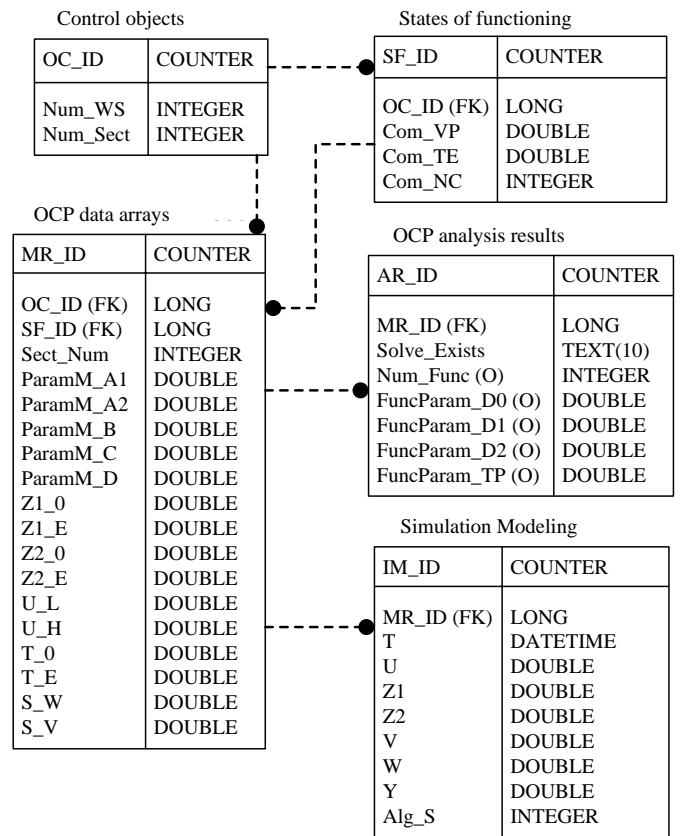 Control objects
OC_ID COUNTER
Num_WS INTEGER
Num_Sect INTEGER
States of functioning
SF_ID COUNTER
OC_ID (FK) LONG
Com_VP DOUBLE
Com_TE DOUBLE
Com_NC INTEGER
OCP data arrays
MR_ID COUNTER
OC_ID (FK) LONG
SF_ID (FK) LONG
Sect_Num INTEGER
ParamM_A1 DOUBLE
ParamM_A2 DOUBLE
ParamM_B DOUBLE
ParamM_C DOUBLE
ParamM_D DOUBLE
Z1_0 DOUBLE
Z1_E DOUBLE
Z2_0 DOUBLE
Z2_E DOUBLE
U_L DOUBLE
U_H DOUBLE
T_0 DOUBLE
T_E DOUBLE
S_W DOUBLE
S_V DOUBLE
OCP analysis results
AR_ID COUNTER
MR_ID (FK) LONG
Solve_Exists TEXT(10)
Num_Func (O) INTEGER
FuncParam_D0 (O) DOUBLE
FuncParam_D1 (O) DOUBLE
FuncParam_D2 (O) DOUBLE
FuncParam_TP (O) DOUBLE
Simulation Modeling
IM_ID COUNTER
MR_ID (FK) LONG
T DATETIME
U DOUBLE
Z1 DOUBLE
Z2 DOUBLE
V DOUBLE
W DOUBLE
Y DOUBLE
Alg_S INTEGER